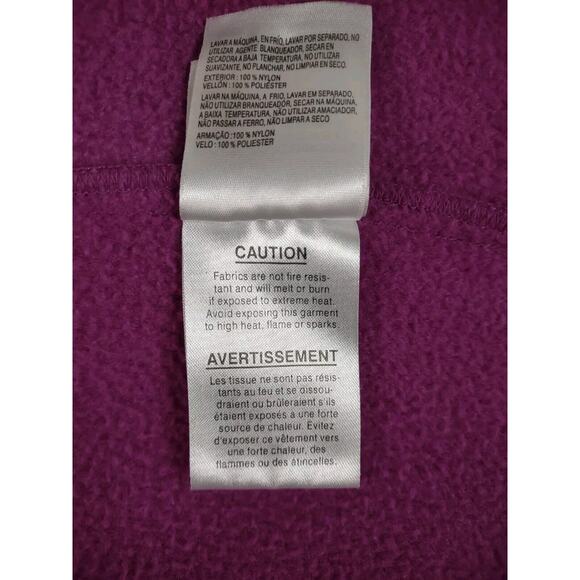 LAVAR A MÁQUINA, EN FRÍO, LAVAR POR SEPARADO, NO
UTILIZAR AGENTE BLANQUEADOR, SECAR EN
SECADORA A BAJA TEMPERATURA, NO UTILIZAR
SUAVIZANTE, NO PLANCHAR, NO LIMPIAR EN SECO.
EXTERIOR : 100 % NYLON
VELLÓN : 100 % POLIÉSTER
LAVAR NA MÁQUINA, A FRIO, LAVAR EM SEPARADO,
NÃO UTILIZAR BRANQUEADOR, SECAR NA MÁQUINA,
A BAIXA TEMPERATURA, NÃO UTILIZAR AMACIADOR,
NÃO PASSAR A FERRO, NÃO LIMPAR A SECO
ARMAÇÃO : 100 % NYLON
VELO : 100 % POLIESTER
CAUTION
Fabrics are not fire resis-
tant and will melt or burn
if exposed to extreme heat.
Avoid exposing this garment
to high heat, flame or sparks.
AVERTISSEMENT
Les tissue ne sont pas résis-
tants au feu et se dissou-
draient ou brûleraient s'ils
étaient exposés à une forte
source de chaleur. Evitez
d'exposer ce vêtement vers
une forte chaleur, des
flammes ou des étincelles.